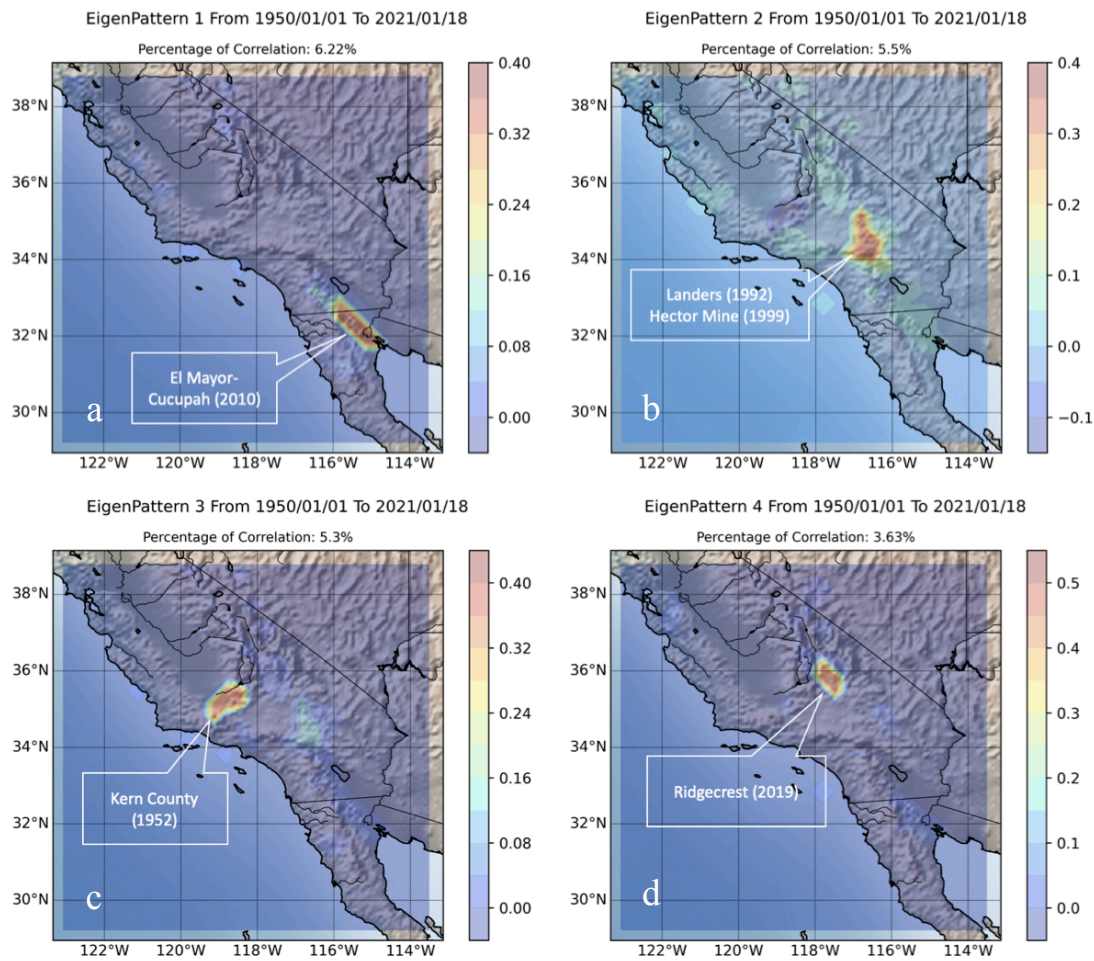 EigenPattern 1 From 1950/01/01 To 2021/01/18
Percentage of Correlation: 6.22%
38°N
36°N
34°N
32°N
30°N
122°W
120°W
118°W
116°W
114°W
0.40
0.32
0.24
0.16
0.08
0.00
El Mayor-
Cucupah (2010)
a
EigenPattern 2 From 1950/01/01 To 2021/01/18
Percentage of Correlation: 5.5%
38°N
36°N
34°N
32°N
30°N
122°W
120°W
118°W
116°W
114°W
0.4
0.3
0.2
0.1
0.0
−0.1
Landers (1992)
Hector Mine (1999)
b
EigenPattern 3 From 1950/01/01 To 2021/01/18
Percentage of Correlation: 5.3%
38°N
36°N
34°N
32°N
30°N
122°W
120°W
118°W
116°W
114°W
0.40
0.32
0.24
0.16
0.08
0.00
Kern County
(1952)
c
EigenPattern 4 From 1950/01/01 To 2021/01/18
Percentage of Correlation: 3.63%
38°N
36°N
34°N
32°N
30°N
122°W
120°W
118°W
116°W
114°W
0.5
0.4
0.3
0.2
0.1
0.0
Ridgecrest (2019)
d